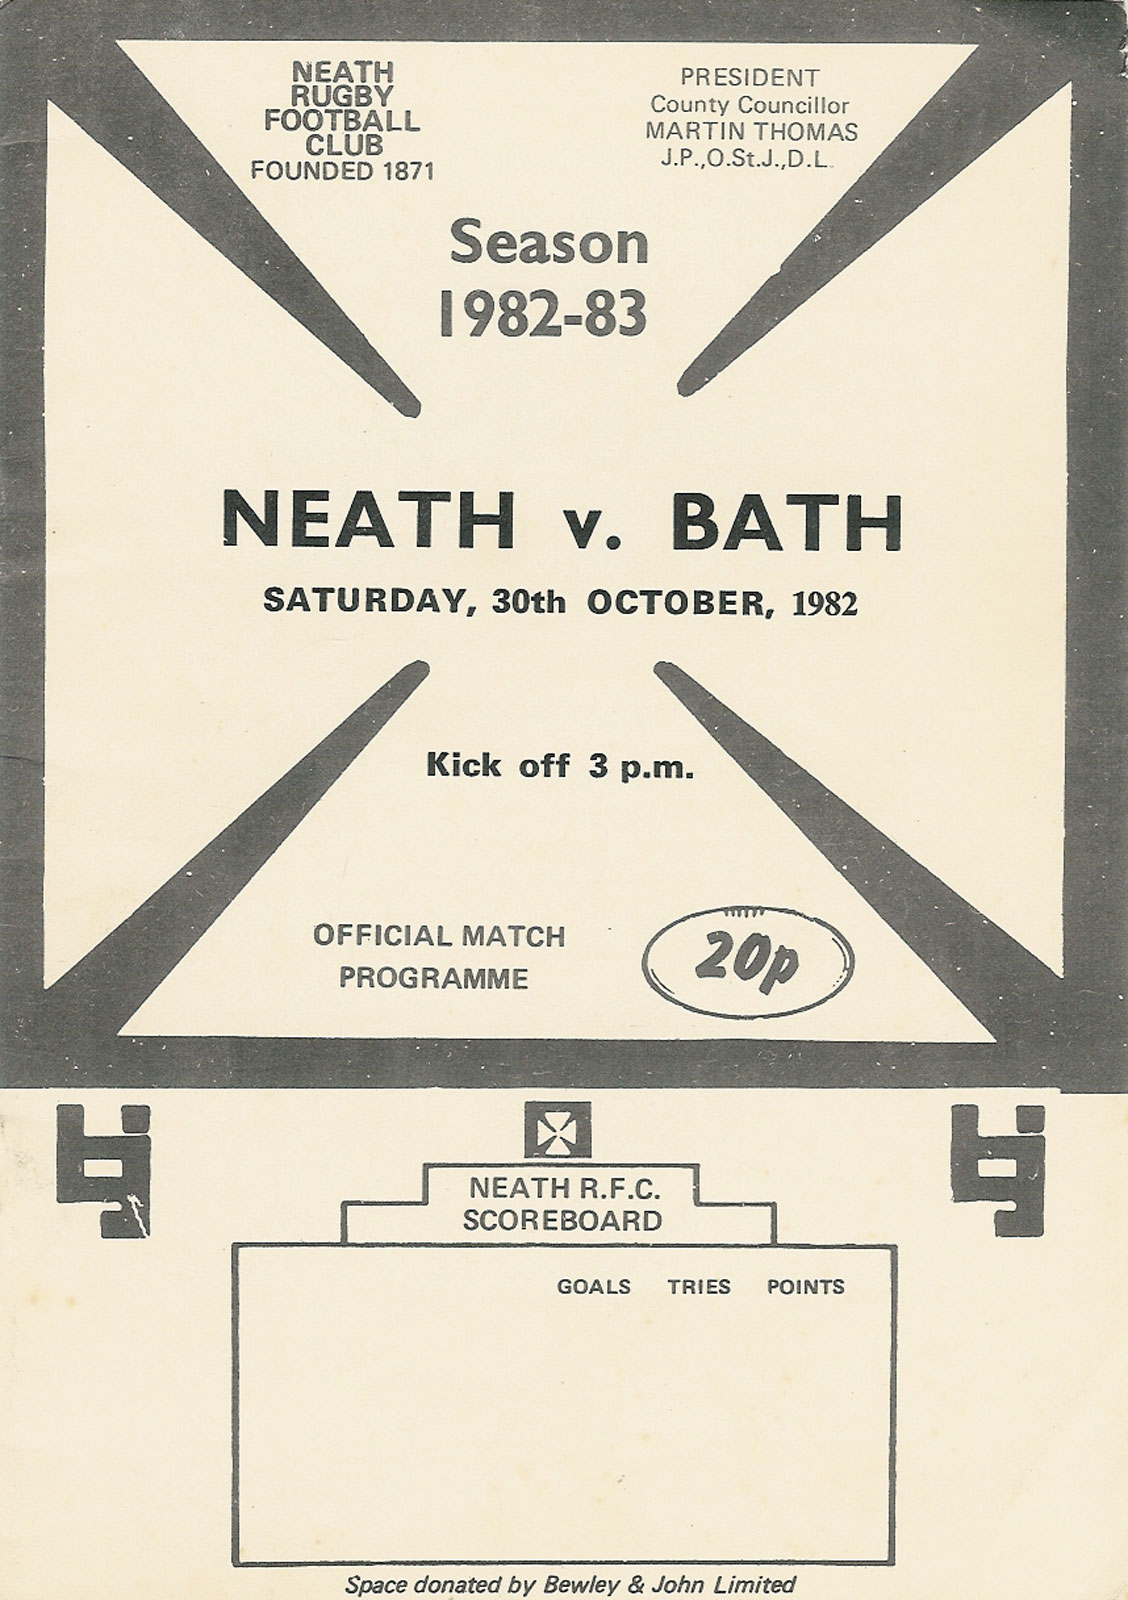 NEATH
RUGBY
FOOTBALL
CLUB
FOUNDED 1871
PRESIDENT
County Councillor
MARTIN THOMAS
J.P.,O.St.J.,D.L.
Season
1982-83
NEATH v. BATH
SATURDAY, 30th OCTOBER, 1982
Kick off 3 p.m.
OFFICIAL MATCH
PROGRAMME
20p
NEATH R.F.C.
SCOREBOARD
GOALS TRIES POINTS
Space donated by Bewley & John Limited